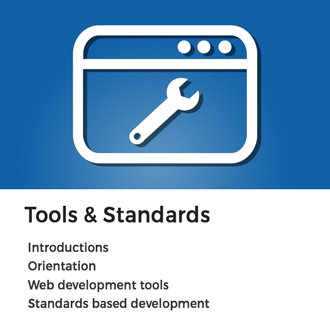 Tools & Standards
Introductions
Orientation
Web development tools
Standards based development